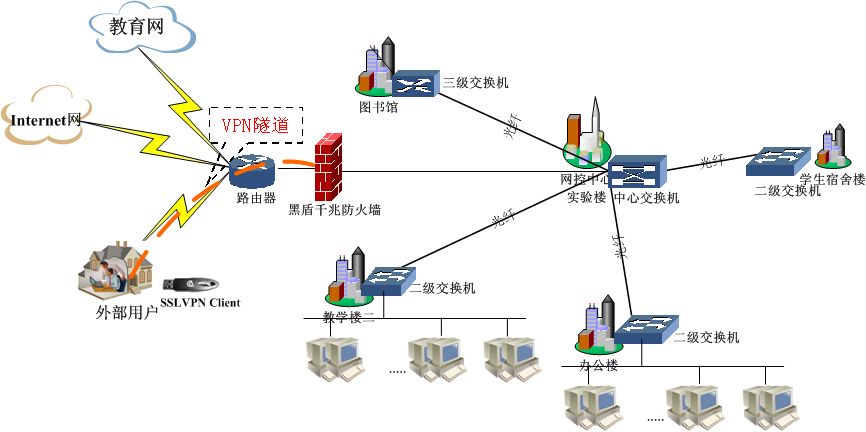 教育网
Internet网
VPN隧道
路由器
黑盾千兆防火墙
外部用户
SSLVPN Client
三级交换机
图书馆
光纤
网控中心
实验楼
中心交换机
光纤
二级交换机
学生宿舍楼
光纤
光纤
二级交换机
教学楼二
.....
二级交换机
办公楼
.....